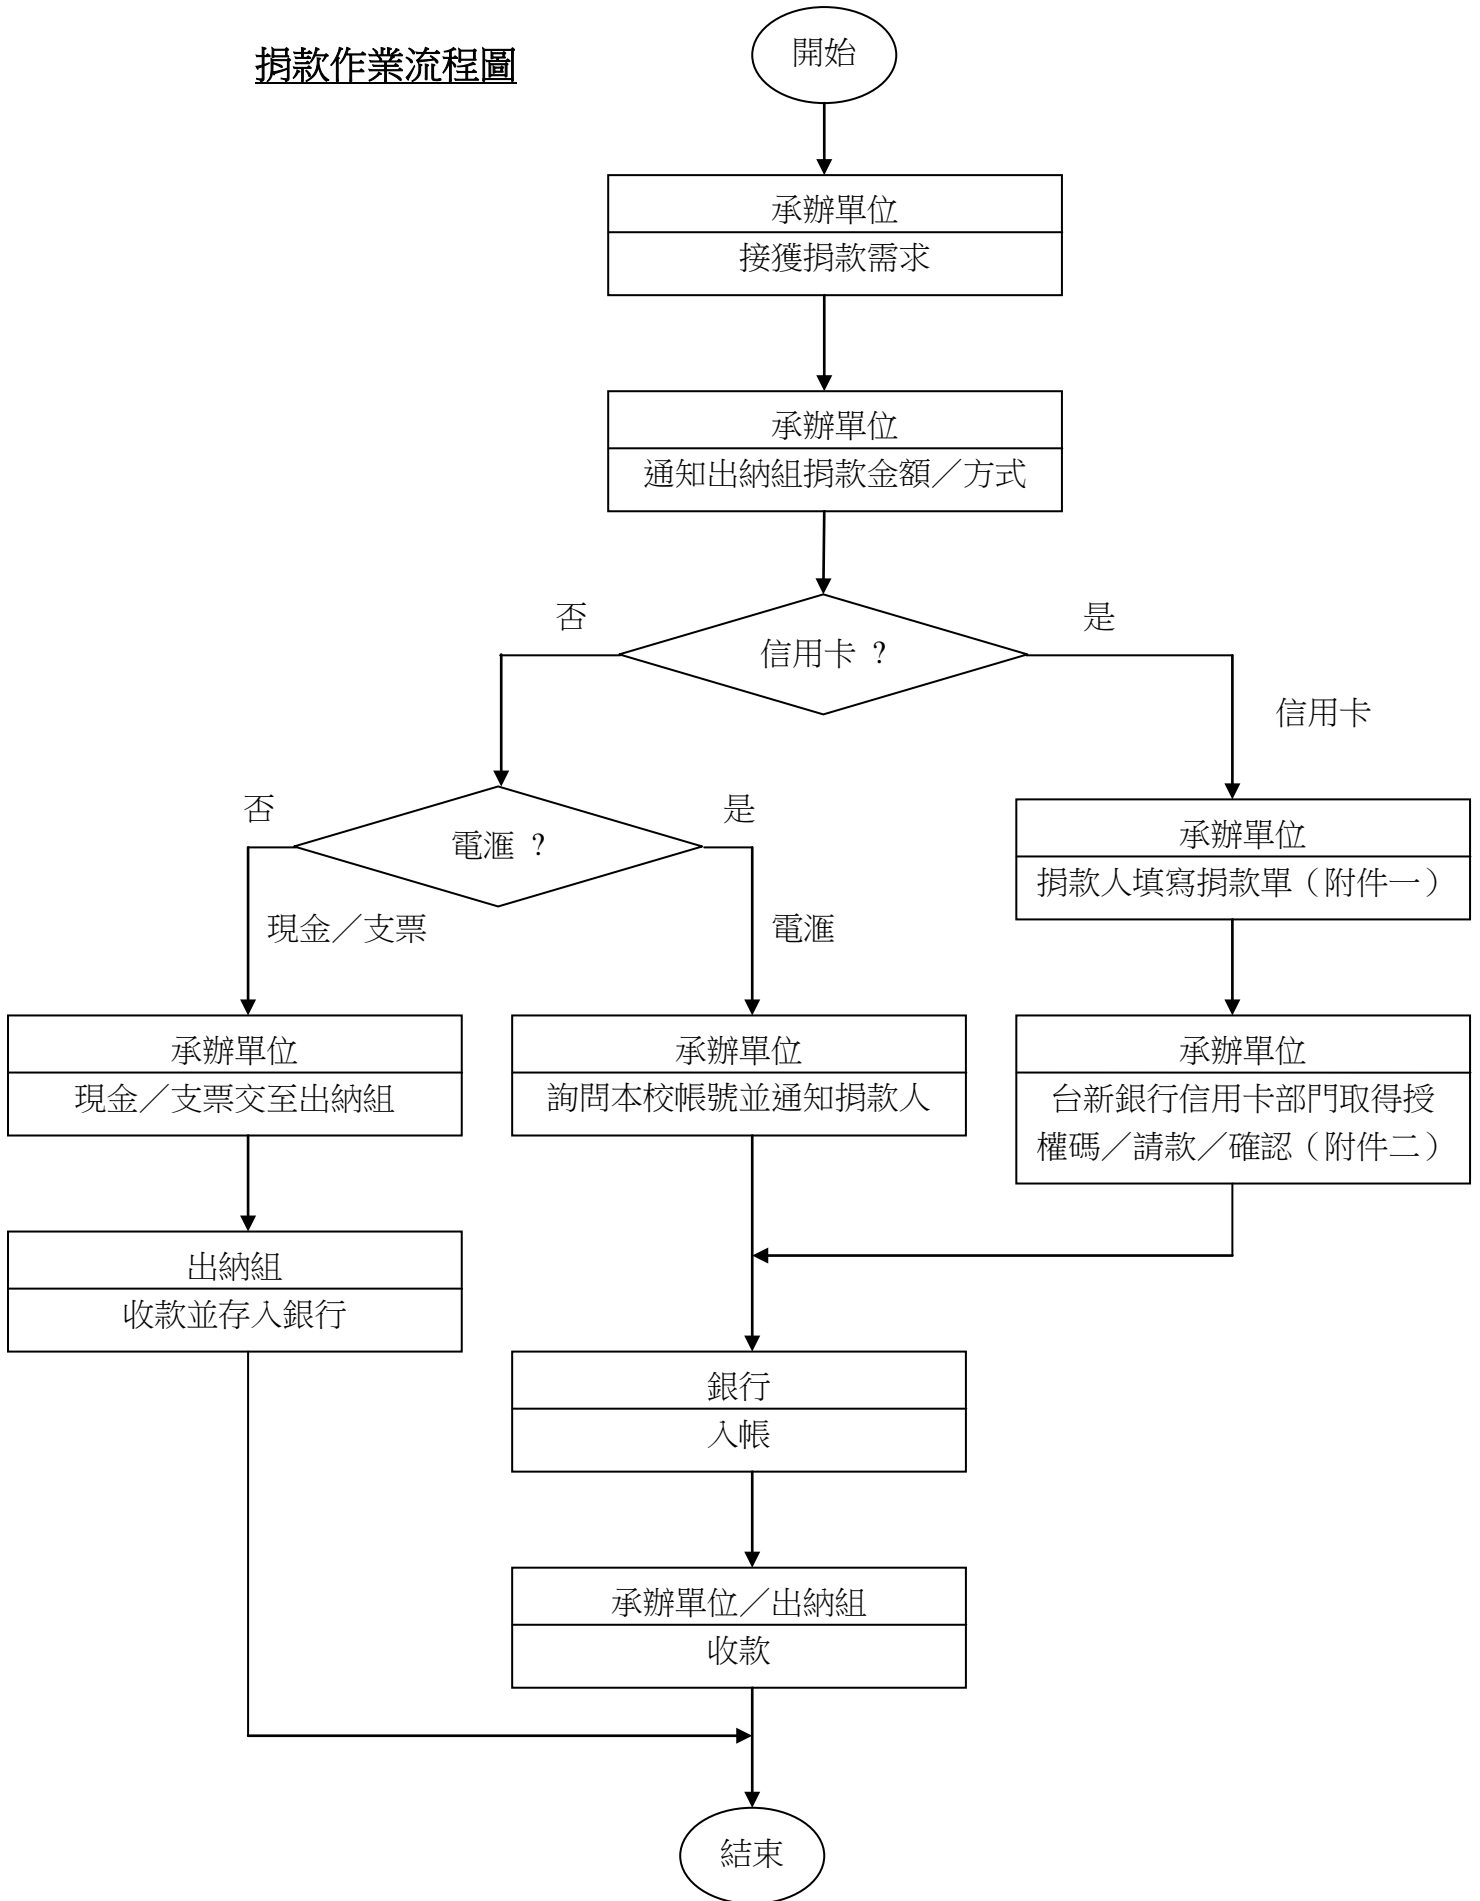 開始
捐款作業流程圖
承辦單位
接獲捐款需求
承辦單位
通知出納組捐款金額／方式
否
是
信用卡 ?
信用卡
否
是
電滙 ?
承辦單位
捐款人填寫捐款單（附件一）
現金／支票
電滙
承辦單位
現金／支票交至出納組
承辦單位
詢問本校帳號並通知捐款人
承辦單位
台新銀行信用卡部門取得授
權碼／請款／確認（附件二）
出納組
收款並存入銀行
銀行
入帳
承辦單位／出納組
收款
結束